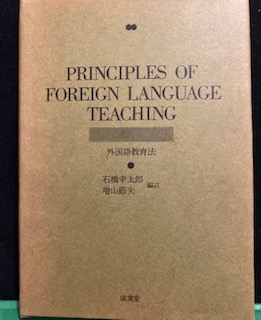 PRINCIPLES OF
FOREIGN LANGUAGE
TEACHING
外国語教育法
石橋幸太郎
増山節夫 編註
成美堂